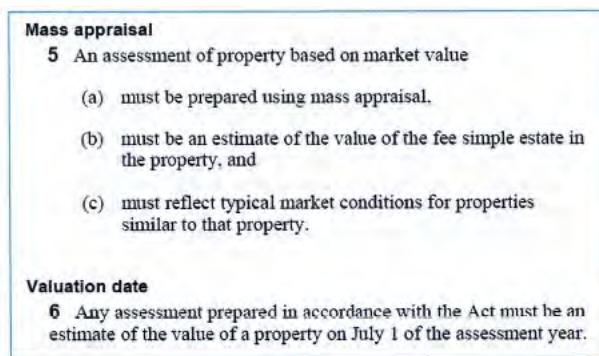 Mass appraisal
5 An assessment of property based on market value
(a) must be prepared using mass appraisal,
(b) must be an estimate of the value of the fee simple estate in
the property, and
(c) must reflect typical market conditions for properties
similar to that property.
Valuation date
6 Any assessment prepared in accordance with the Act must be an
estimate of the value of a property on July 1 of the assessment year.